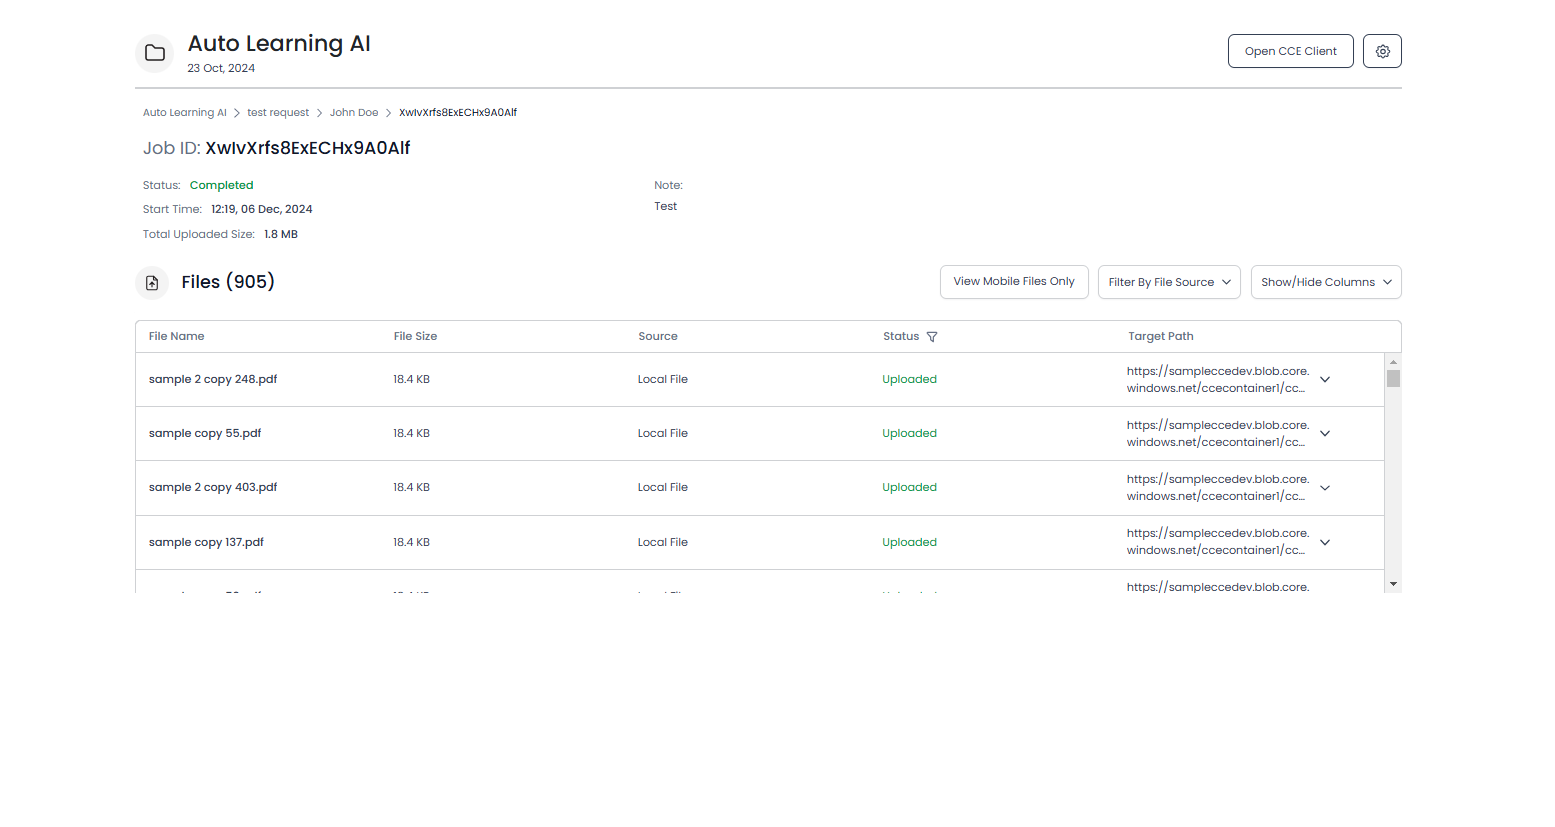 Auto Learning AI
23 Oct, 2024
Open CCE Client
Auto Learning AI > test request > John Doe > XwIvXrfs8ExECHx9A0Alf
Job ID: XwIvXrfs8ExECHx9A0Alf
Status: Completed
Note:
Start Time: 12:19, 06 Dec, 2024
Test
Total Uploaded Size: 1.8 MB
Files (905)
View Mobile Files Only
Filter By File Source
Show/Hide Columns
File Name File Size Source Status Target Path
sample 2 copy 248.pdf 18.4 KB Local File Uploaded https://sampleccedev.blob.core.
windows.net/ccecontainer1/cc...
sample copy 55.pdf 18.4 KB Local File Uploaded https://sampleccedev.blob.core.
windows.net/ccecontainer1/cc...
sample 2 copy 403.pdf 18.4 KB Local File Uploaded https://sampleccedev.blob.core.
windows.net/ccecontainer1/cc...
sample copy 137.pdf 18.4 KB Local File Uploaded https://sampleccedev.blob.core.
windows.net/ccecontainer1/cc...
https://sampleccedev.blob.core.